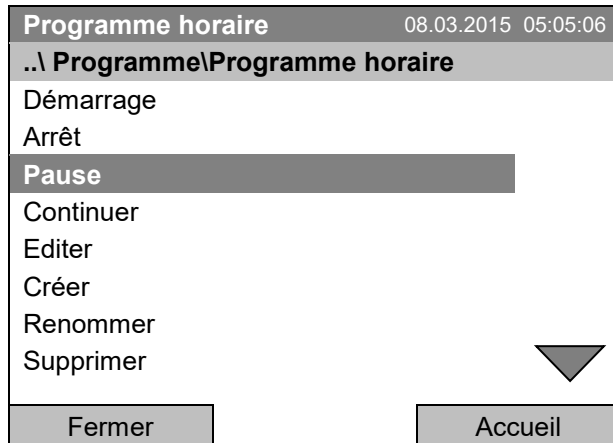 Programme horaire 08.03.2015 05:05:06
..\ Programme\Programme horaire
Démarrage
Arrêt
Pause
Continuer
Editer
Créer
Renommer
Supprimer
Fermer Accueil